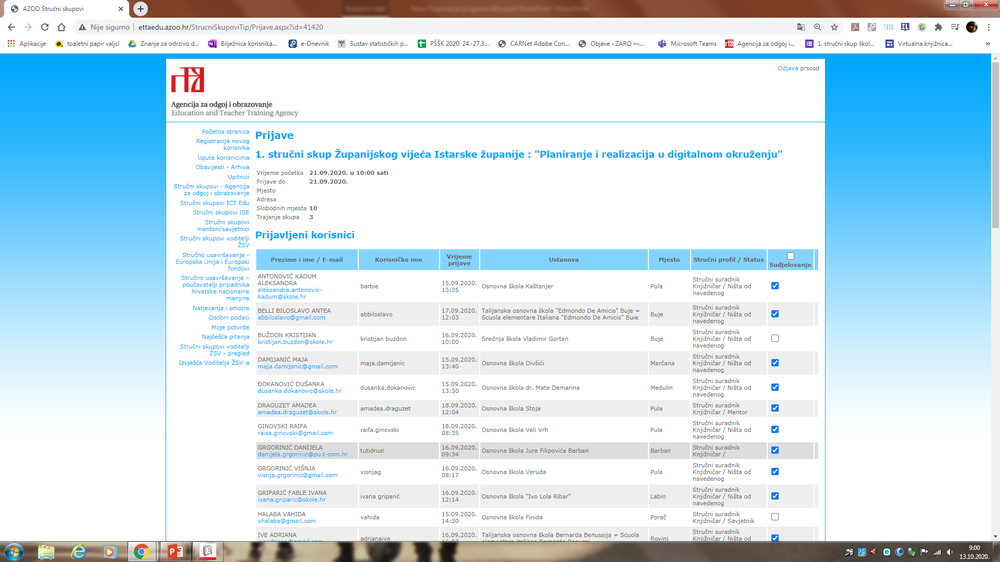 AZOO Stručni skupovi
Nije sigurno | ettaedu.azoo.hr/StrucniSkupoviTip/Prijave.aspx?id=41420
Aplikacije toaletni papir valjci Znanje za odrzivo d... Bilježnica korisnika... e-Dnevnik Sustav statističkih p... PŠŠK 2020. 24.-27.3... CARNet Adobe Con... Objave ‹ ZARO —... Microsoft Teams Agencija za odgoj i... 1. stručni skup škol... Virtualna knjižnica... »
Odjava prsosd
Agencija za odgoj i obrazovanje
Education and Teacher Training Agency
Početna stranica
Registracija novog
korisnika
Upute korisnicima
Obavijesti - Arhiva
Upitnici
Stručni skupovi - Agencija
za odgoj i obrazovanje
Stručni skupovi ICT Edu
Stručni skupovi ISE
Stručni skupovi
mentori/savjetnici
Stručni skupovi voditelji
ŽSV
Stručno usavršavanje -
Europska Unija i Europski
fondovi
Stručno usavršavanje –
poučavatelji pripadnika
hrvatske nacionalne
manjine
Natjecanja i smotre
Osobni podaci
Moje potvrde
Najčešća pitanja
Stručni skupovi voditelji
ŽSV - pregled
Izvješća Voditelja ŽSV-a
Prijave
1. stručni skup Županijskog vijeća Istarske županije : "Planiranje i realizacija u digitalnom okruženju"
Vrijeme početka 21.09.2020. u 10:00 sati
Prijave do 21.09.2020.
Mjesto
Adresa
Slobodnih mjesta 10
Trajanje skupa 3
Prijavljeni korisnici
Prezime i ime / E-mail Korisničko ime Vrijeme prijave Ustanova Mjesto Stručni profil / Status Sudjelovanje
ANTONOVIĆ KADUM ALEKSANDRA aleksandra.antonovic-kadum@skole.hr barbie 15.09.2020. 13:35 Osnovna škola Kaštanjer Pula Stručni suradnik Knjižničar / Ništa od navedenog
BELLI BILOSLAVO ANTEA abbiloslavo@gmail.com abbiloslavo 17.09.2020. 12:03 Talijanska osnovna škola "Edmondo De Amicis" Buje = Scuola elementare Italiana "Edmondo De Amicis" Buie Buje Stručni suradnik Knjižničar / Ništa od navedenog
BUŽDON KRISTIJAN kristijan.buzdon@skole.hr kristijan buzdon 16.09.2020. 10:00 Srednja škola Vladimir Gortan Buje Stručni suradnik Knjižničar / Ništa od navedenog
DAMIJANIĆ MAJA maja.damijanic@gmail.com maja.damijanic 15.09.2020. 13:40 Osnovna škola Divšići Marčana Stručni suradnik Knjižničar / Ništa od navedenog
ĐOKANOVIĆ DUŠANKA dusanka.dokanovic@skole.hr dusanka.dokanovic 15.09.2020. 13:30 Osnovna škola dr. Mate Demarina Medulin Stručni suradnik Knjižničar / Ništa od navedenog
DRAGUZET AMADEA amadea.draguzet@skole.hr amadea.draguzet 18.09.2020. 12:04 Osnovna škola Stoja Pula Stručni suradnik Knjižničar / Mentor
GINOVSKI RAIFA raisa.ginovski@gmail.com raifa.ginovski 18.09.2020. 08:35 Osnovna škola Veli Vrh Pula Stručni suradnik Knjižničar / Ništa od navedenog
GRGORINIĆ DANIJELA danijela.grgorinic@pu.t-com.hr tutidruzi 16.09.2020. 09:34 Osnovna škola Jure Filipovića Barban Barban Stručni suradnik Knjižničar /
GRGORINIĆ VIŠNJA visnja.grgorinic@gmail.com visnjag 16.09.2020. 08:17 Osnovna škola Veruda Pula Stručni suradnik Knjižničar / Ništa od navedenog
GRIPARIĆ FABLE IVANA ivana.griparic@skole.hr ivana griparić 16.09.2020. 12:14 Osnovna škola "Ivo Lola Ribar" Labin Stručni suradnik Knjižničar / Ništa od navedenog
HALABA VAHIDA vhalaba@gmail.com vahida 15.09.2020. 14:30 Osnovna škola Finida Poreč Stručni suradnik Knjižničar / Savjetnik
IVE ADRIANA adrianaive 16.09.2020. Talijanska osnovna škola Bernarda Benussija = Scuola Rovinj Stručni suradnik Knjižničar / Ništa od
9:00
13.10.2020.